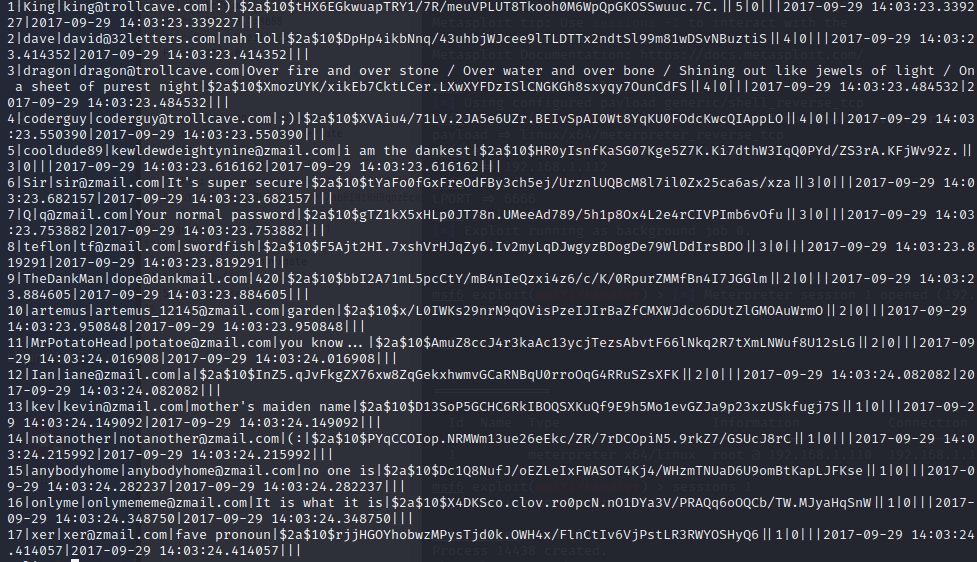 1|King|king@trollcave.com|:)|$2a$10$tHX6EGkwuapTRY1/7R/meuVPLUT8Tkooh0M6WpQpGKOSSwuuc.7C.||5|0|||2017-09-29 14:03:23.3392
27|2017-09-29 14:03:23.339227|||
2|dave|david@32letters.com|nah lol|$2a$10$DpHp4ikbNnq/43uhbjWJcee9lTLDTTx2ndtSl99m81wDSvNBuztiS||4|0|||2017-09-29 14:03:2
3.414352|2017-09-29 14:03:23.414352|||
3|dragon|dragon@trollcave.com|Over fire and over stone / Over water and over bone / Shining out like jewels of light / On
a sheet of purest night|$2a$10$XmozUYK/xikEb7CktLCer.LXwXYFDzISlCNGKGh8sxyqy7OunCdFS||4|0|||2017-09-29 14:03:23.484532|2
017-09-29 14:03:23.484532|||
4|coderguy|coderguy@trollcave.com|;)|$2a$10$XVAiu4/71LV.2JA5e6UZr.BEIvSpAI0Wt8YqKU0FOdcKwcQIAppLO||4|0|||2017-09-29 14:03
:23.550390|2017-09-29 14:03:23.550390|||
5|cooldude89|kewldewdeightynine@zmail.com|i am the dankest|$2a$10$HR0yIsnfKaSG07Kge5Z7K.Ki7dthW3IqQ0PYd/ZS3rA.KFjWv92z.||
3|0|||2017-09-29 14:03:23.616162|2017-09-29 14:03:23.616162|||
6|Sir|sir@zmail.com|It's super secure|$2a$10$tYaFo0fGxFreOdFBy3ch5ej/UrznlUQBcM8l7il0Zx25ca6as/xza||3|0|||2017-09-29 14:0
3:23.682157|2017-09-29 14:03:23.682157|||
7|Q|q@zmail.com|Your normal password|$2a$10$gTZ1kX5xHLp0JT78n.UMeeAd789/5h1p8Ox4L2e4rCIVPImb6vOfu||3|0|||2017-09-29 14:03
:23.753882|2017-09-29 14:03:23.753882|||
8|teflon|tf@zmail.com|swordfish|$2a$10$F5Ajt2HI.7xshVrHJqZy6.Iv2myLqDJwgyzBDogDe79WlDdIrsBDO||3|0|||2017-09-29 14:03:23.8
19291|2017-09-29 14:03:23.819291|||
9|TheDankMan|dope@dankmail.com|420|$2a$10$bbI2A71mL5pcCtY/mB4nIeQzxi4z6/c/K/0RpurZMMfBn4I7JGGlm||2|0|||2017-09-29 14:03:2
3.884605|2017-09-29 14:03:23.884605|||
10|artemus|artemus_12145@zmail.com|garden|$2a$10$x/L0IWKs29nrN9qOVisPzeIJIrBaZfCMXWJdco6DUtZlGMOAuWrmO||2|0|||2017-09-29
14:03:23.950848|2017-09-29 14:03:23.950848|||
11|MrPotatoHead|potatoe@zmail.com|you know...|$2a$10$AmuZ8ccJ4r3kaAc13ycjTezsAbvtF66lNkq2R7tXmLNWuf8U12sLG||2|0|||2017-09
-29 14:03:24.016908|2017-09-29 14:03:24.016908|||
12|Ian|iane@zmail.com|a|$2a$10$InZ5.qJvFkgZX76xw8ZqGekxhwmvGCaRNBqU0rroOqG4RRuSZsXFK||2|0|||2017-09-29 14:03:24.082082|20
17-09-29 14:03:24.082082|||
13|kev|kevin@zmail.com|mother's maiden name|$2a$10$D13SoP5GCHC6RkIBOQSXKuQf9E9h5Mo1evGZJa9p23xzUSkfugj7S||1|0|||2017-09-2
9 14:03:24.149092|2017-09-29 14:03:24.149092|||
14|notanother|notanother@zmail.com|(:|$2a$10$PYqCCOIop.NRMWm13ue26eEkc/ZR/7rDCOpiN5.9rkZ7/GSUcJ8rC||1|0|||2017-09-29 14:0
3:24.215992|2017-09-29 14:03:24.215992|||
15|anybodyhome|anybodyhome@zmail.com|no one is|$2a$10$Dc1Q8NufJ/oEZLeIxFWASOT4Kj4/WHzmTNUaD6U9omBtKapLJFKse||1|0|||2017-0
9-29 14:03:24.282237|2017-09-29 14:03:24.282237|||
16|onlyme|onlymememe@zmail.com|It is what it is|$2a$10$X4DKSco.clov.ro0pcN.nO1DYa3V/PRAQq6oOQCb/TW.MJyaHqSnW||1|0|||2017-
09-29 14:03:24.348750|2017-09-29 14:03:24.348750|||
17|xer|xer@zmail.com|fave pronoun|$2a$10$rjjHGOYhobwzMPysTjd0k.OWH4x/FlnCtIv6VjPstLR3RWYOSHyQ6||1|0|||2017-09-29 14:03:24
.414057|2017-09-29 14:03:24.414057|||